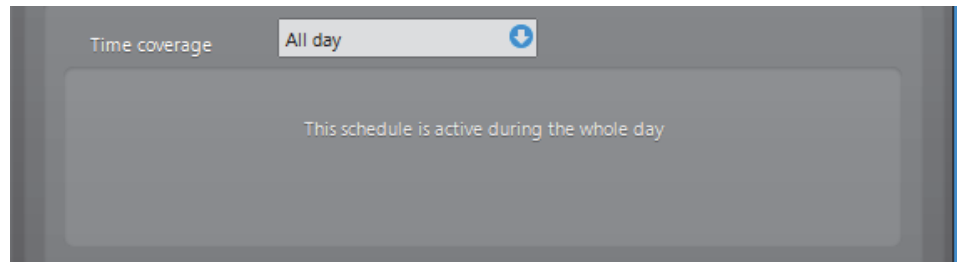 Time coverage
All day
This schedule is active during the whole day